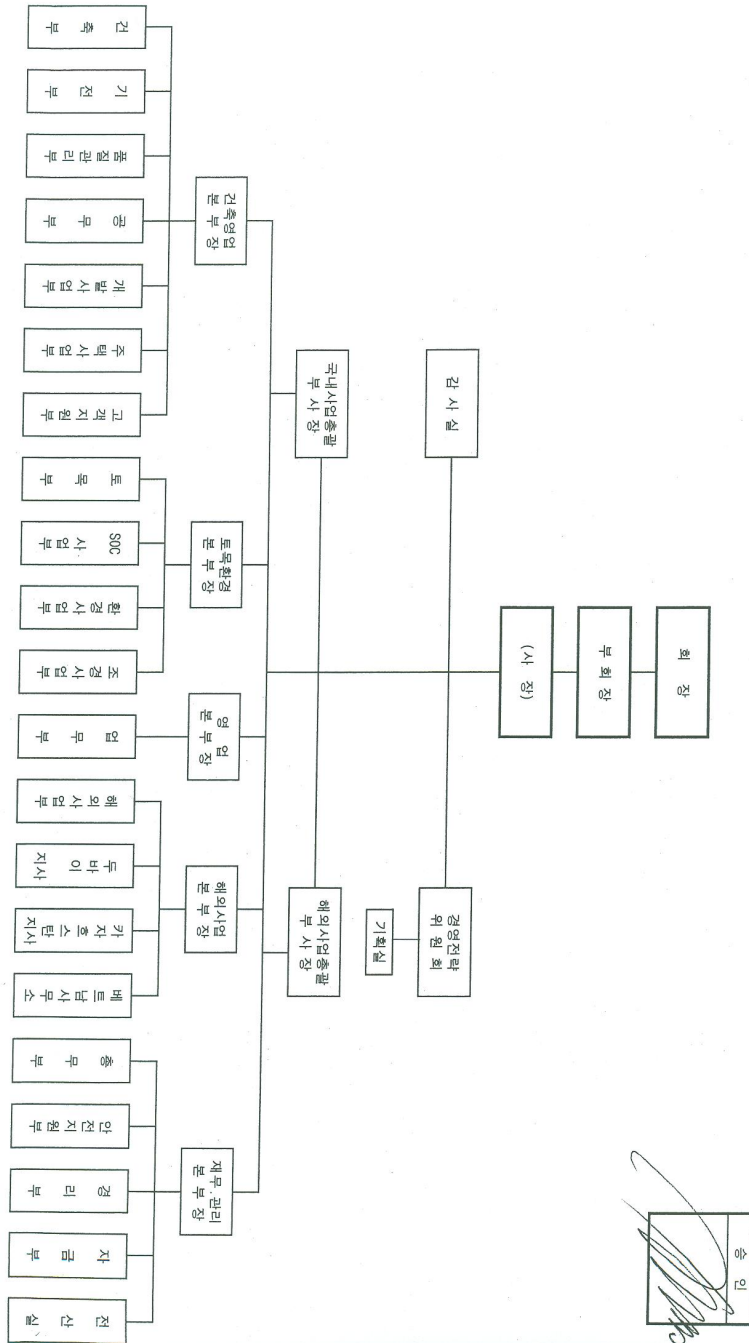 승 인
회 장
부 회 장
(사 장)
감 사 실
경영전략
위 원 회
기획실
국내사업총괄
부 사 장
해외사업총괄
부 사 장
건축영업
본 부 장
토목환경
본 부 장
영 업
본 부 장
해외사업
본 부 장
재무.관리
본 부 장
건 축 부
기 전 부
품질관리부
공 무 부
개발사업부
주택사업부
고객지원부
토 목 부
SOC 사업부
환경사업부
조경사업부
업 무 부
해외사업부
두 바 이
지사
카 자 흐 스 탄
지사
베트남사무소
총 무 부
안전지원부
경 리 부
자 금 부
전 산 실